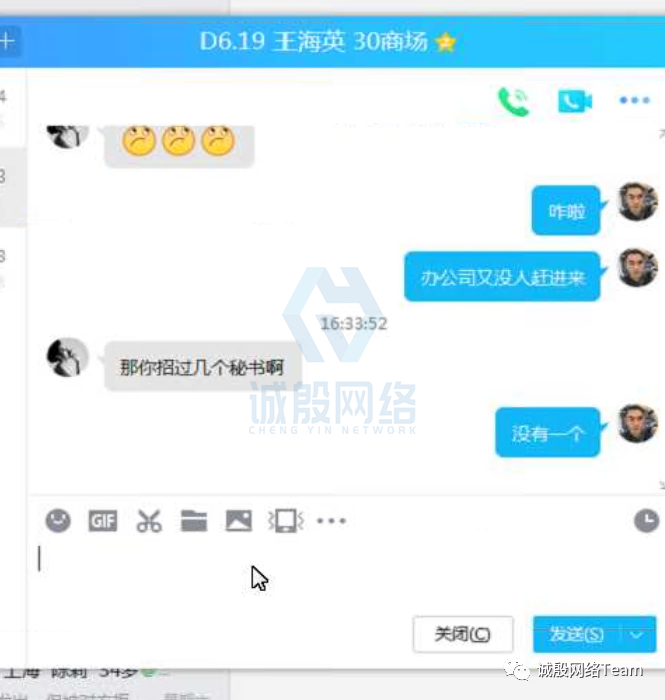 D6.19 王海英 30商场
咋啦
办公司又没人赶进来
16:33:52
那你招过几个秘书啊
诚殷网络
CHENG YIN NETWORK
没有一个
GIF
关闭(C)
发送(S)
上海 陈莉 34岁
诚殷网络Team